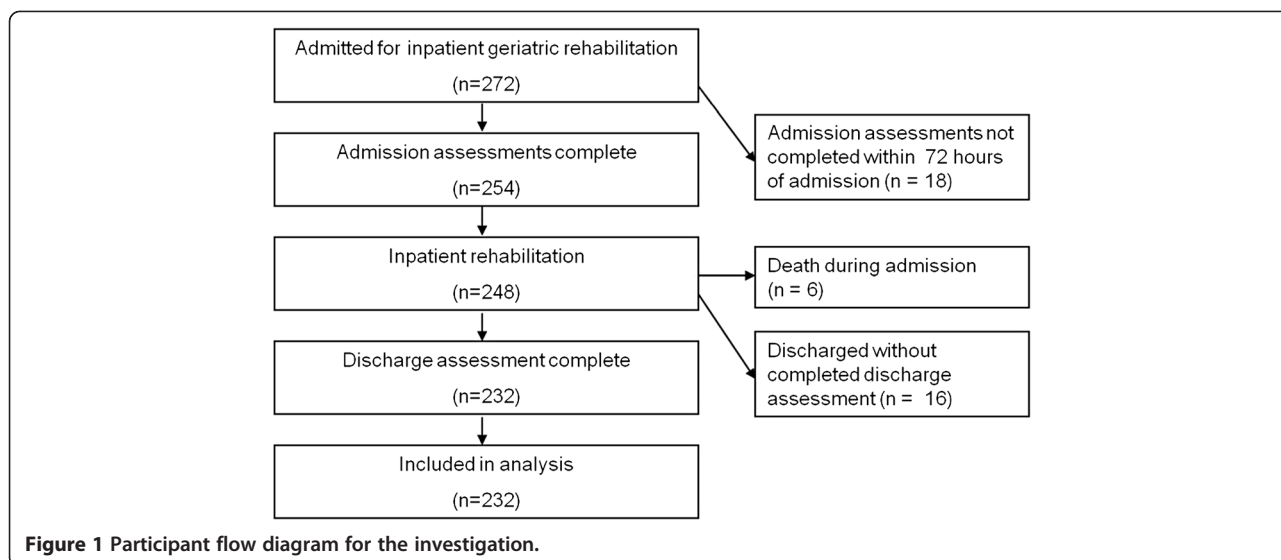 Admitted for inpatient geriatric rehabilitation
(n=272)
Admission assessments not
completed within 72 hours
of admission (n = 18)
Admission assessments complete
(n=254)
Inpatient rehabilitation
(n=248)
Death during admission
(n = 6)
Discharged without
completed discharge
assessment (n = 16)
Discharge assessment complete
(n=232)
Included in analysis
(n=232)
Figure 1 Participant flow diagram for the investigation.